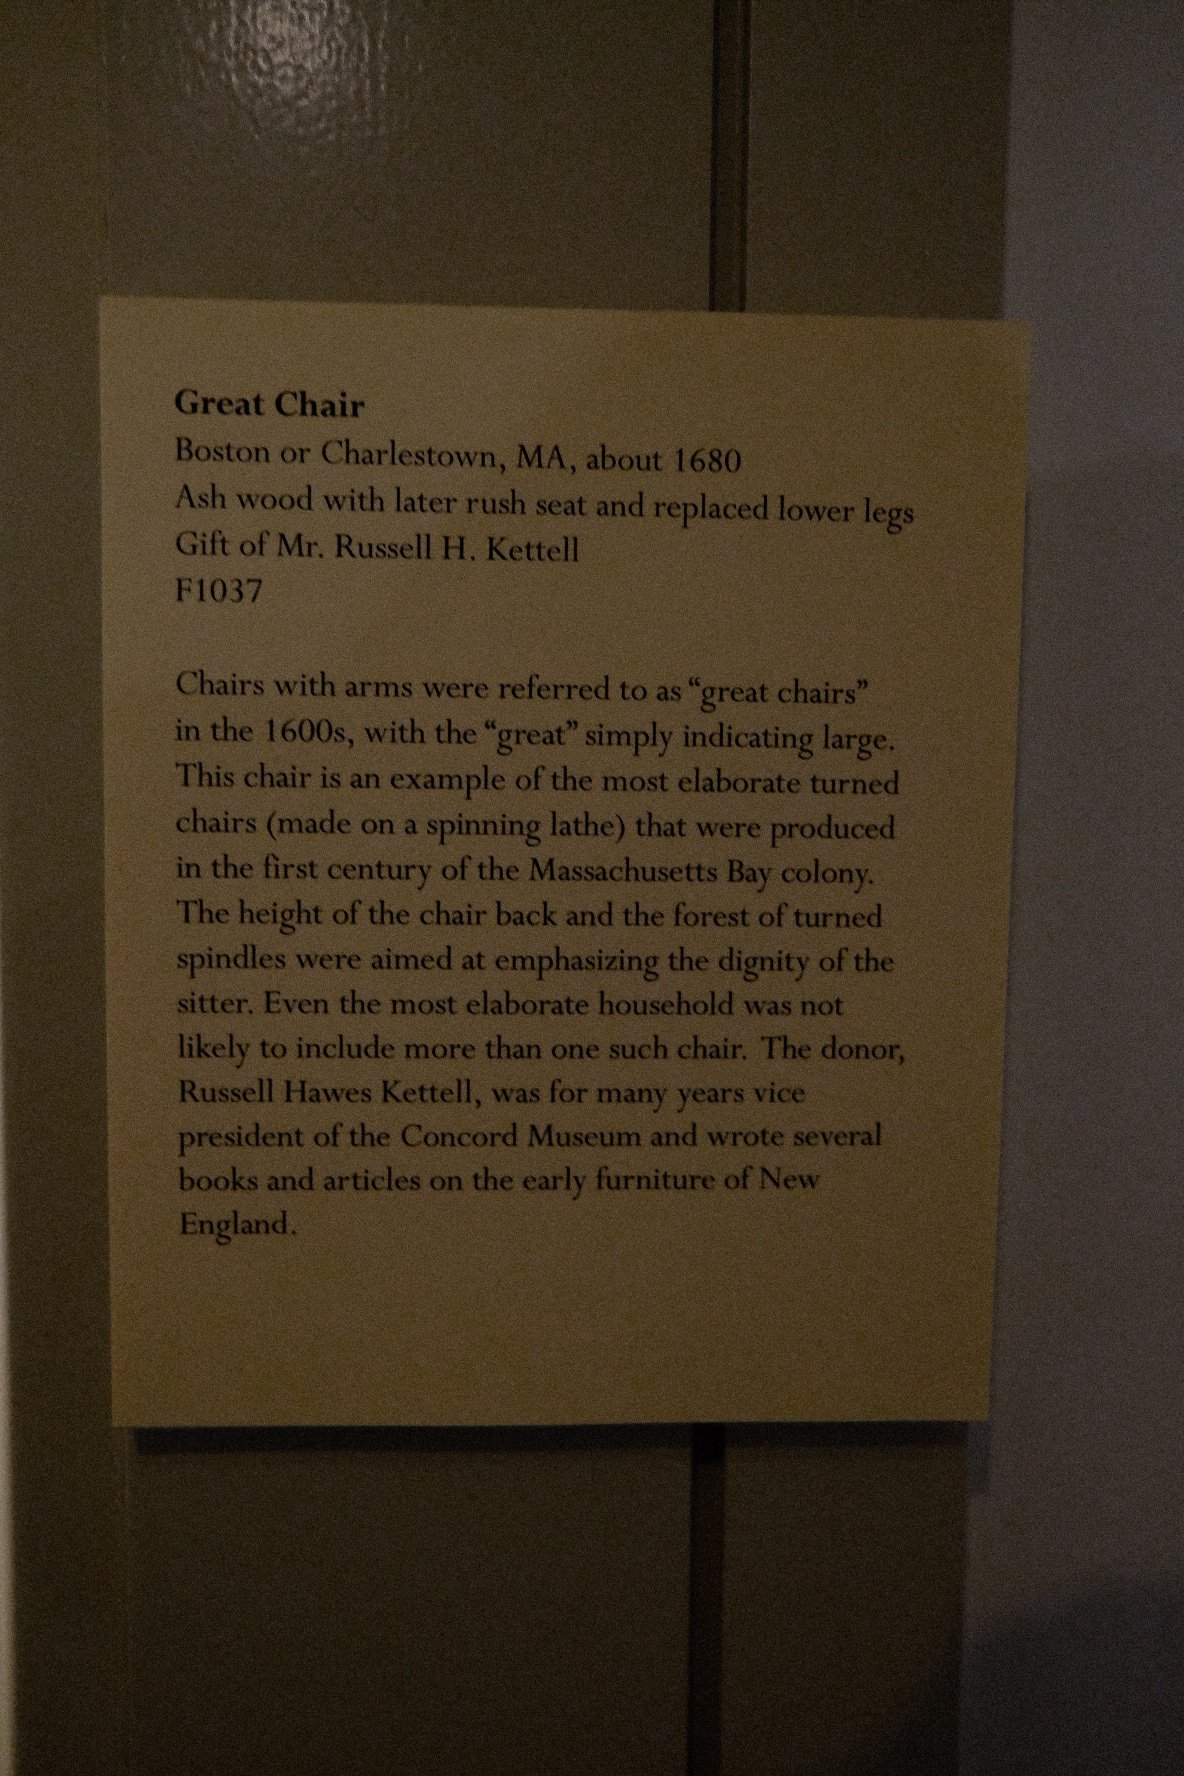 Great Chair
Boston or Charlestown, MA, about 1680
Ash wood with later rush seat and replaced lower legs
Gift of Mr. Russell H. Kettell
F1037
Chairs with arms were referred to as “great chairs”
in the 1600s, with the “great” simply indicating large.
This chair is an example of the most elaborate turned
chairs (made on a spinning lathe) that were produced
in the first century of the Massachusetts Bay colony.
The height of the chair back and the forest of turned
spindles were aimed at emphasizing the dignity of the
sitter. Even the most elaborate household was not
likely to include more than one such chair. The donor,
Russell Hawes Kettell, was for many years vice
president of the Concord Museum and wrote several
books and articles on the early furniture of New
England.